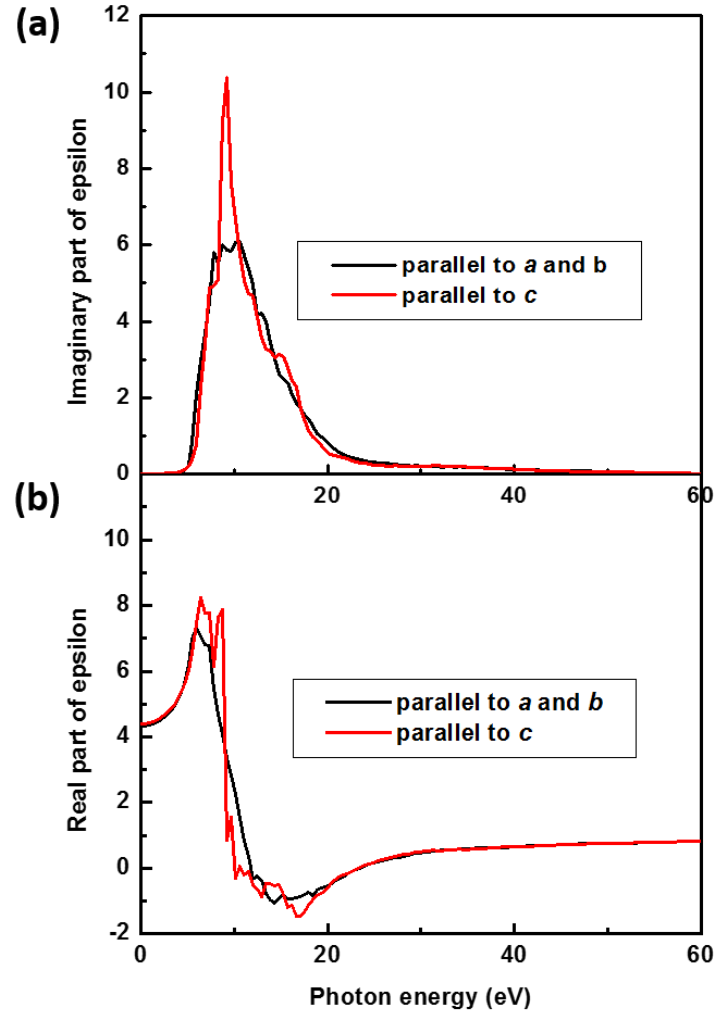 (a)
12
10
8
6
4
2
0
Imaginary part of epsilon
parallel to a and b
parallel to c
20
40
60
(b)
10
8
6
4
2
0
-2
Real part of epsilon
parallel to a and b
parallel to c
0
20
40
60
Photon energy (eV)